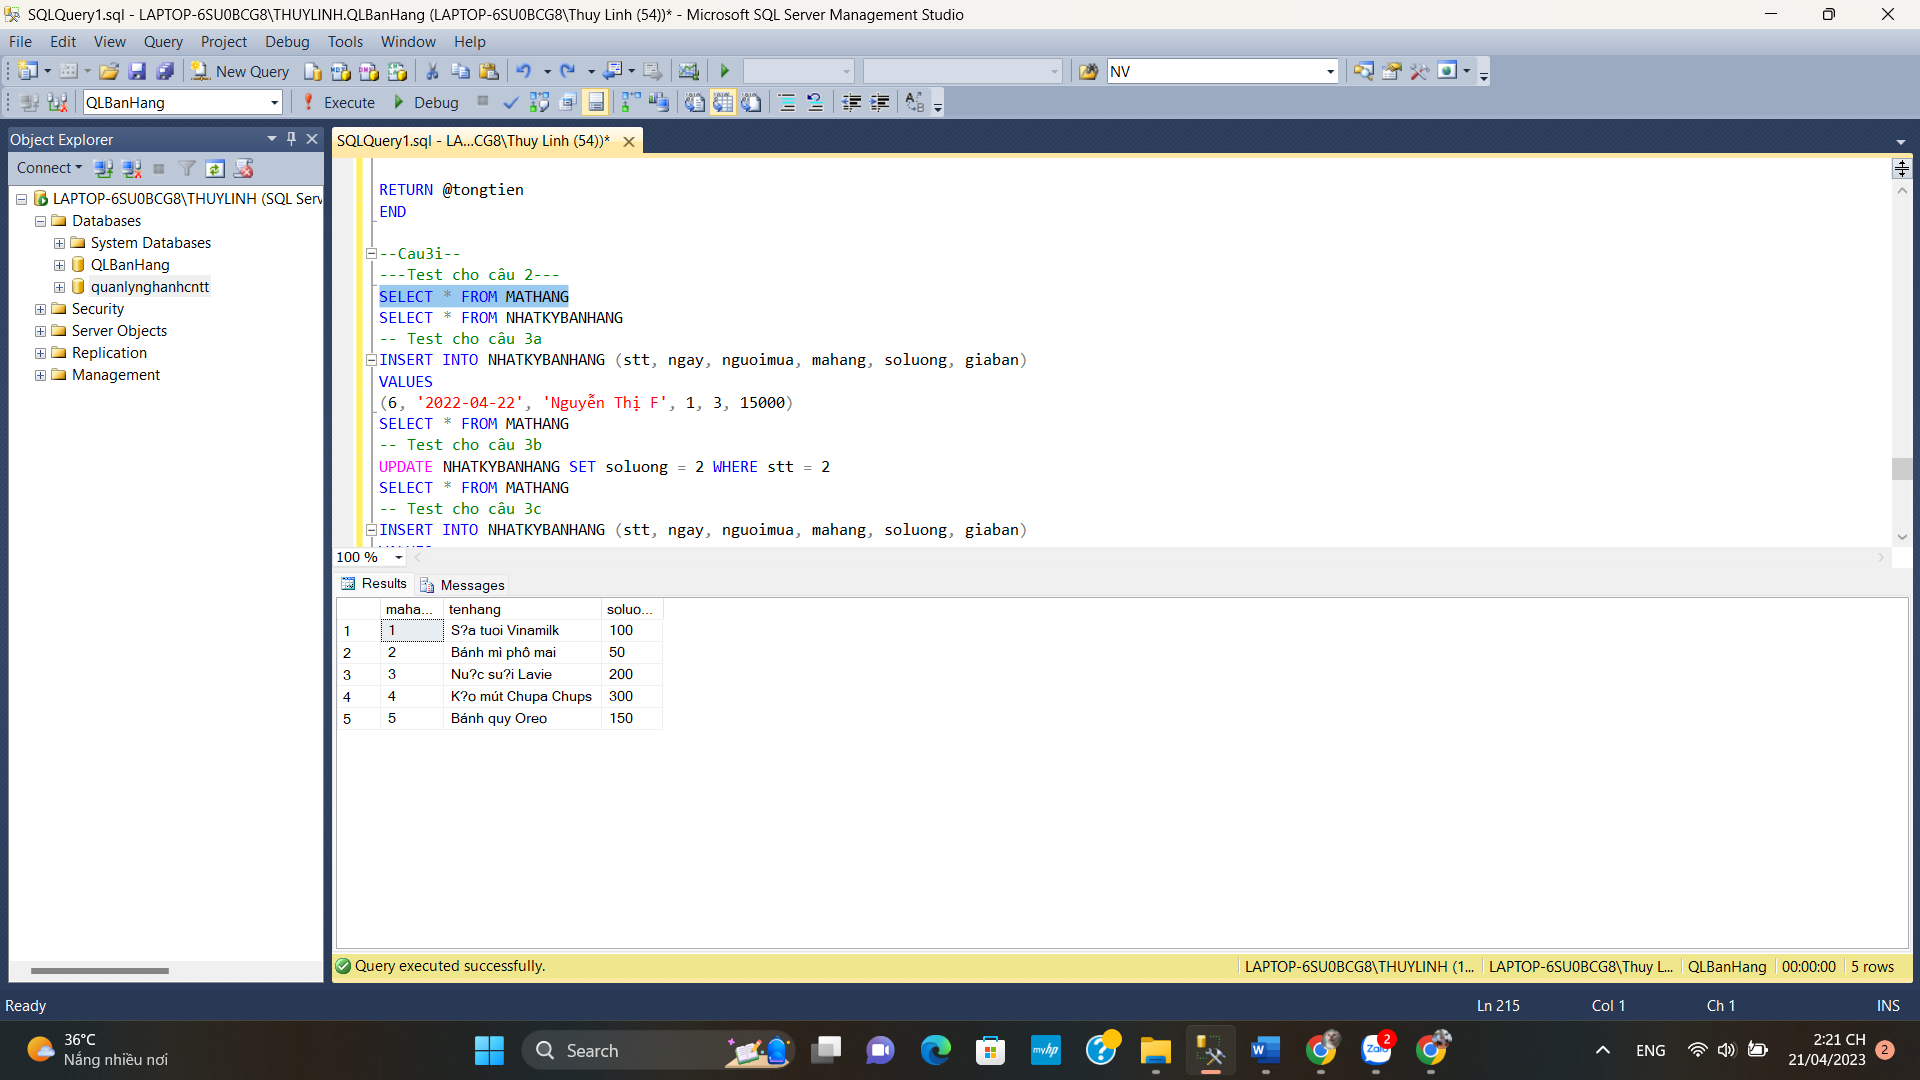 SQLQuery1.sql - LAPTOP-6SU0BCG8\THUYLINH.QLBanHang (LAPTOP-6SU0BCG8\Thuy Linh (54))* - Microsoft SQL Server Management Studio
File Edit View Query Project Debug Tools Window Help
New Query NV
QLBanHang Execute Debug
Object Explorer
Connect
LAPTOP-6SU0BCG8\THUYLINH (SQL Serv
Databases
System Databases
QLBanHang
quanlynghanhcntt
Security
Server Objects
Replication
Management
SQLQuery1.sql - LA...CG8\Thuy Linh (54))*
RETURN @tongtien
END
--Cau3i--
---Test cho câu 2---
SELECT * FROM MATHANG
SELECT * FROM NHATKYBANHANG
-- Test cho câu 3a
INSERT INTO NHATKYBANHANG (stt, ngay, nguoimua, mahang, soluong, giaban)
VALUES
(6, '2022-04-22', 'Nguyễn Thị F', 1, 3, 15000)
SELECT * FROM MATHANG
-- Test cho câu 3b
UPDATE NHATKYBANHANG SET soluong = 2 WHERE stt = 2
SELECT * FROM MATHANG
-- Test cho câu 3c
INSERT INTO NHATKYBANHANG (stt, ngay, nguoimua, mahang, soluong, giaban)
100 %
Results Messages
maha... tenhang soluo...
1 1 S?a tuoi Vinamilk 100
2 2 Bánh mì phô mai 50
3 3 Nu?c su?i Lavie 200
4 4 K?o mút Chupa Chups 300
5 5 Bánh quy Oreo 150
Query executed successfully. LAPTOP-6SU0BCG8\THUYLINH (1... LAPTOP-6SU0BCG8\Thuy L... QLBanHang 00:00:00 5 rows
Ready Ln 215 Col 1 Ch 1 INS
36°C
Nắng nhiều nơi
Search
myhp
Zalo
2
ENG
2:21 CH
21/04/2023
2